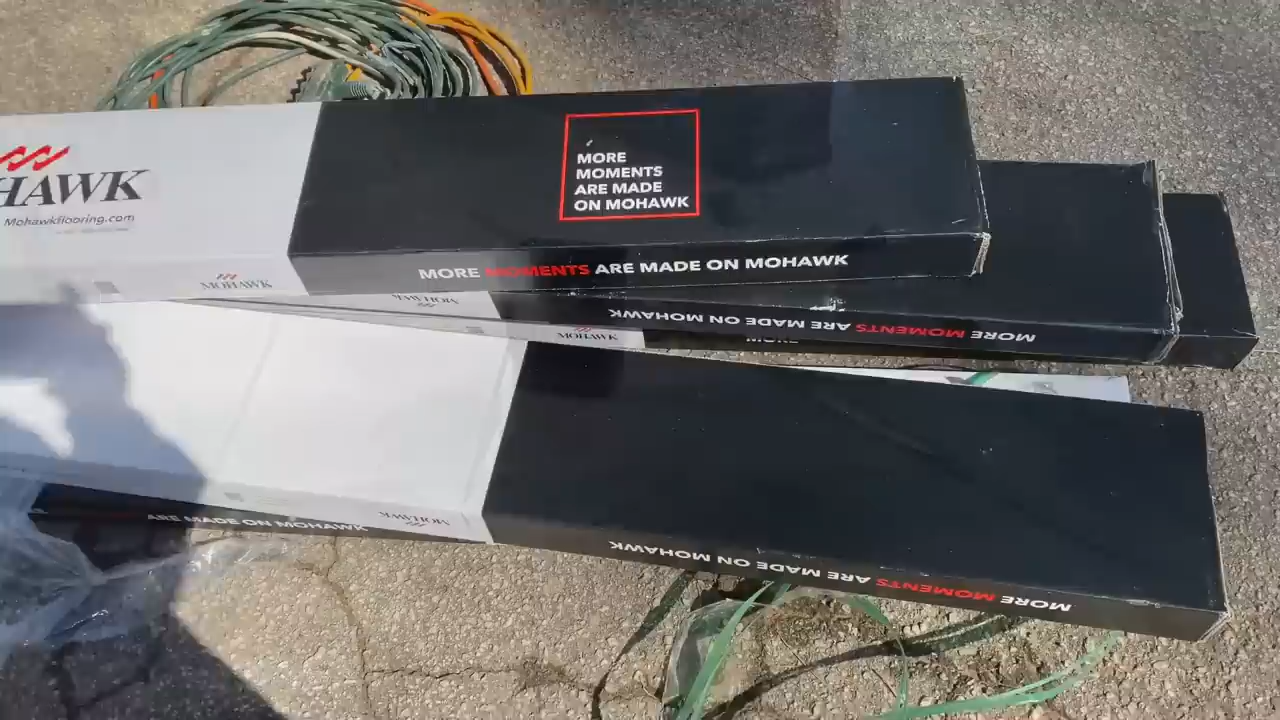 HAWK
Mohawkflooring.com
MORE
MOMENTS
ARE MADE
ON MOHAWK
MORE MOMENTS ARE MADE ON MOHAWK
MOHAWK
MOHAWK
MORE MOMENTS ARE MADE ON MOHAWK
MOHAWK
MORE
MOHAWK
ARE MADE ON MOHAWK
MORE MOMENTS ARE MADE ON MOHAWK